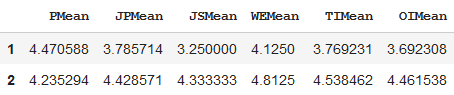 PMean JPMean JSMean WEMean TIMean OIMean
1 4.470588 3.785714 3.250000 4.1250 3.769231 3.692308
2 4.235294 4.428571 4.333333 4.8125 4.538462 4.461538